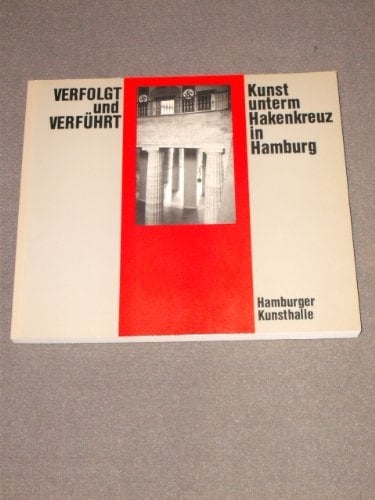 VERFOLGT
und
VERFÜHRT
Kunst
unterm
Hakenkreuz
in
Hamburg
Hamburger
Kunsthalle